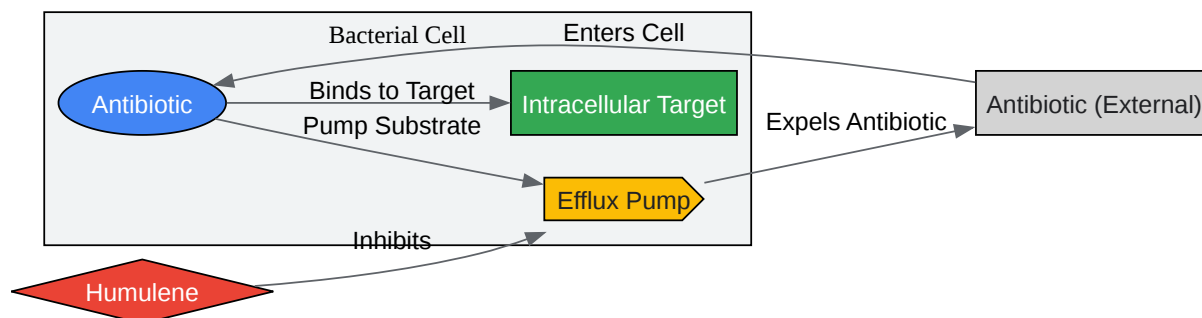 Bacterial Cell
Enters Cell
Antibiotic
Binds to Target
Intracellular Target
Antibiotic (External)
Pump Substrate
Expels Antibiotic
Efflux Pump
Inhibits
Humulene